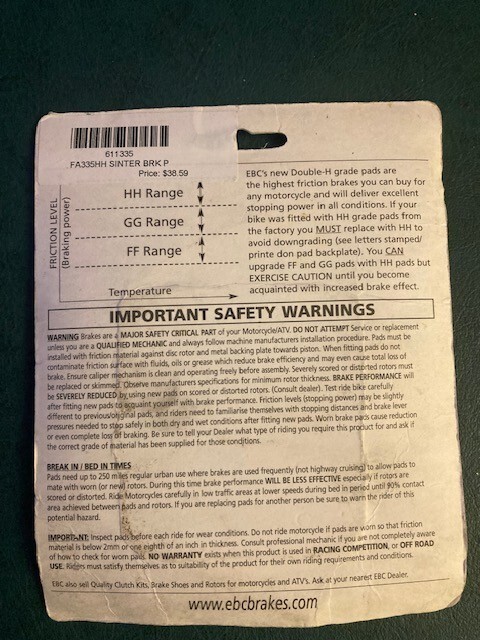 611335
FA335HH SINTER BRK P
Price: $38.59
FRICTION LEVEL
(Braking power)
HH Range
GG Range
FF Range
Temperature
EBC's new Double-H grade pads are
the highest friction brakes you can buy for
any motorcycle and will deliver excellent
stopping power in all conditions. If your
bike was fitted with HH grade pads from
the factory you MUST replace with HH to
avoid downgrading (see letters stamped/
printe don pad backplate). You CAN
upgrade FF and GG pads with HH pads but
EXERCISE CAUTION until you become
acquainted with increased brake effect.
IMPORTANT SAFETY WARNINGS
WARNING Brakes are a MAJOR SAFETY CRITICAL PART of your Motorcycle/ATV. DO NOT ATTEMPT Service or replacement
unless you are a QUALIFIED MECHANIC and always follow machine manufacturers installation procedure. Pads must be
installed with friction material against disc rotor and metal backing plate towards piston. When fitting pads do not
contaminate friction surface with fluids, oils or grease which reduce brake efficiency and may even cause total loss of
brake. Ensure caliper mechanism is clean and operating freely before assembly. Severely scored or distorted rotors must
be replaced or skimmed. Observe manufacturers specifications for minimum rotor thickness. BRAKE PERFORMANCE will
be SEVERELY REDUCED by using new pads on scored or distorted rotors. (Consult dealer). Test ride bike carefully
after fitting new pads to acquaint yourself with brake performance. Friction levels (stopping power) may be slightly
different to previous/original pads, and riders need to familiarise themselves with stopping distances and brake lever
pressures needed to stop safely in both dry and wet conditions after fitting new pads. Worn brake pads cause reduction
or even complete loss of braking. Be sure to tell your Dealer what type of riding you require this product for and ask if
the correct grade of material has been supplied for those conditions.
BREAK IN / BED IN TIMES
Pads need up to 250 miles regular urban use where brakes are used frequently (not highway cruising) to allow pads to
mate with worn (or new) rotors. During this time brake performance WILL BE LESS EFFECTIVE especially if rotors are
scored or distorted. Ride Motorcycles carefully in low traffic areas at lower speeds during bed in period until 90% contact
area achieved between pads and rotors. If you are replacing pads for another person be sure to warn the rider of this
potential hazard.
IMPORTANT: Inspect pads before each ride for wear conditions. Do not ride motorcycle if pads are worn so that friction
material is below 2mm or one eighth of an inch in thickness. Consult professional mechanic if you are not completely aware
of how to check for worn pads. NO WARRANTY exists when this product is used in RACING COMPETITION, or OFF ROAD
USE. Riders must satisfy themselves as to suitability of the product for their own riding requirements and conditions.
EBC also sell Quality Clutch Kits, Brake Shoes and Rotors for motorcycles and ATV's. Ask at your nearest EBC Dealer.
www.ebcbrakes.com